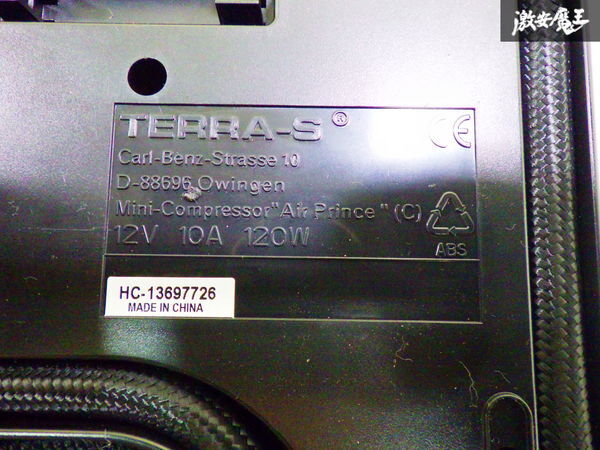 激安魔王
TERRA-S ®
CE
Carl-Benz-Strasse 10
D-88696 Owingen
Mini-Compressor "Air Prince" (C)
12V 10A 120W
ABS
HC-13697726
MADE IN CHINA